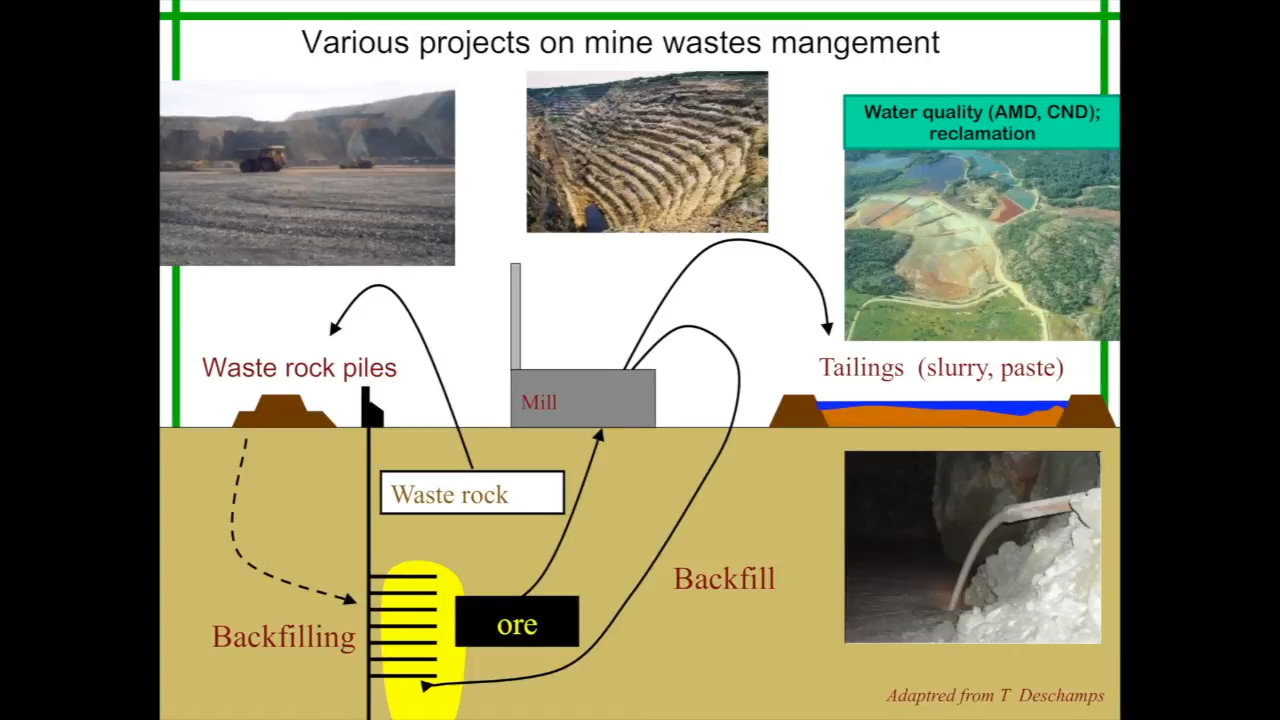 Various projects on mine wastes mangement
Water quality (AMD, CND);
reclamation
Waste rock piles
Tailings (slurry, paste)
Mill
Waste rock
Backfill
ore
Backfilling
Adaptred from T Deschamps